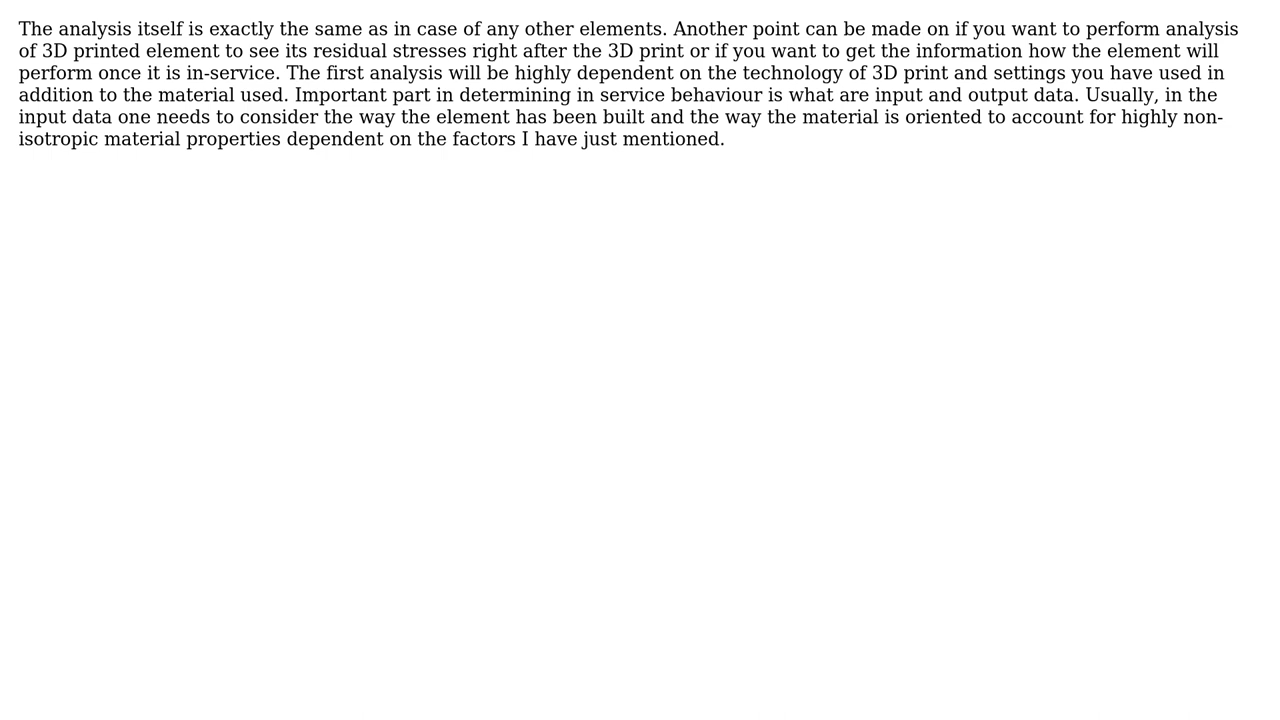 The analysis itself is exactly the same as in case of any other elements. Another point can be made on if you want to perform analysis
of 3D printed element to see its residual stresses right after the 3D print or if you want to get the information how the element will
perform once it is in-service. The first analysis will be highly dependent on the technology of 3D print and settings you have used in
addition to the material used. Important part in determining in service behaviour is what are input and output data. Usually, in the
input data one needs to consider the way the element has been built and the way the material is oriented to account for highly non-
isotropic material properties dependent on the factors I have just mentioned.